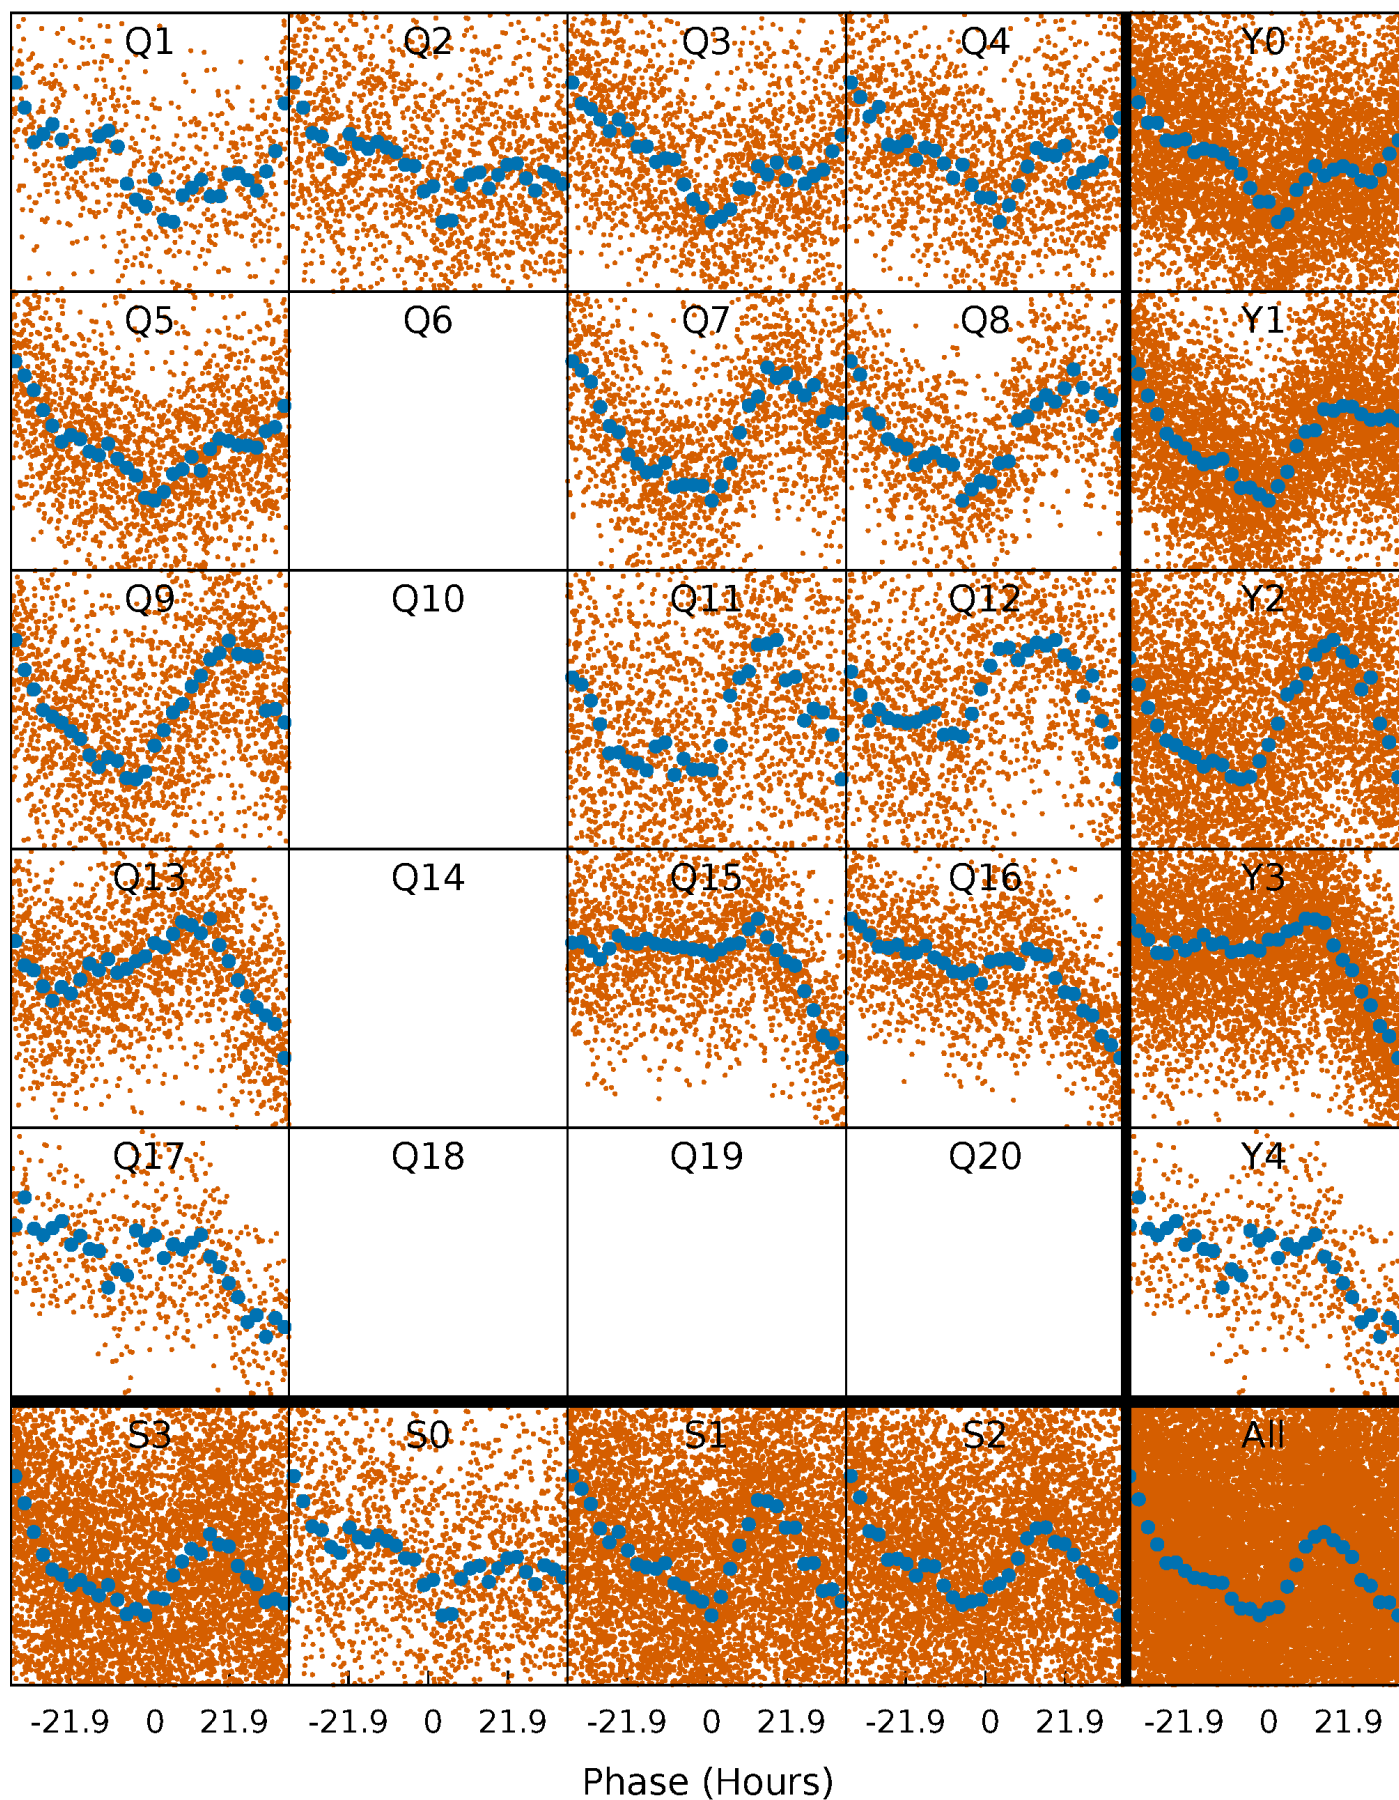 Q1 Q2 Q3 Q4 Y0
Q5 Q6 Q7 Q8 Y1
Q9 Q10 Q11 Q12 Y2
Q13 Q14 Q15 Q16 Y3
Q17 Q18 Q19 Q20 Y4
S3 S0 S1 S2 All
-21.9 0 21.9 -21.9 0 21.9 -21.9 0 21.9 -21.9 0 21.9 -21.9 0 21.9
Phase (Hours)